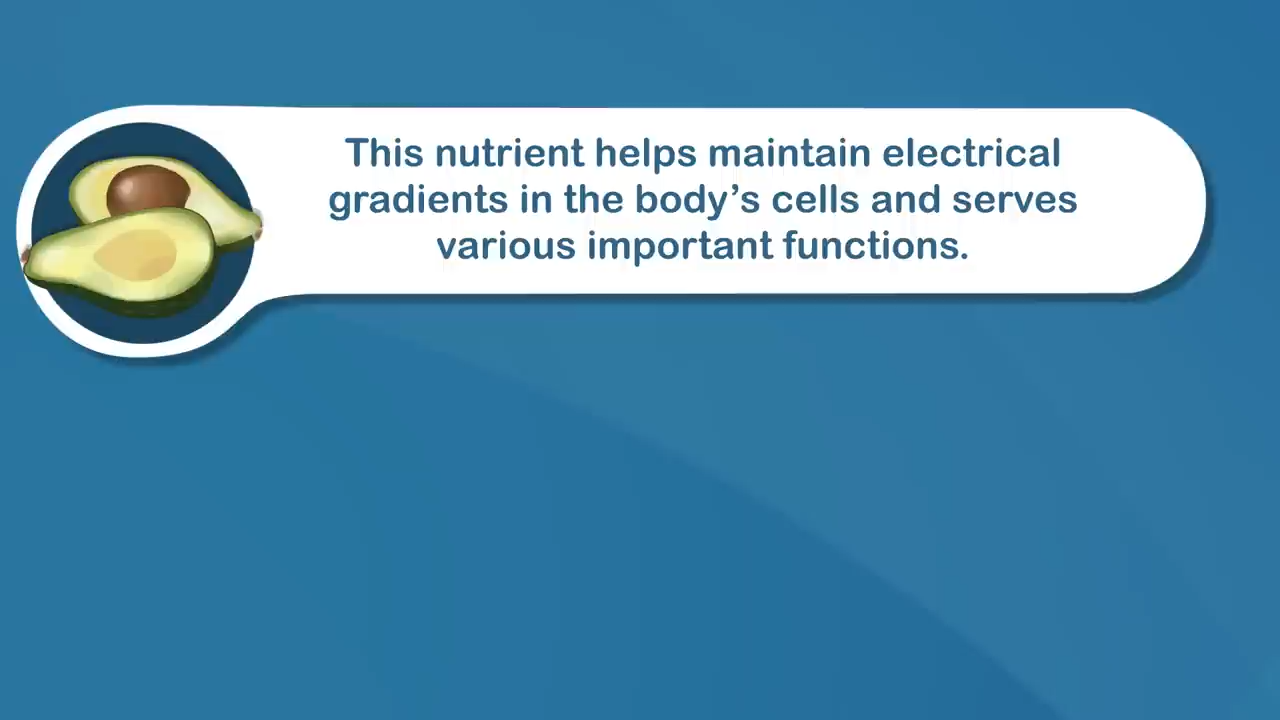 This nutrient helps maintain electrical
gradients in the body’s cells and serves
various important functions.